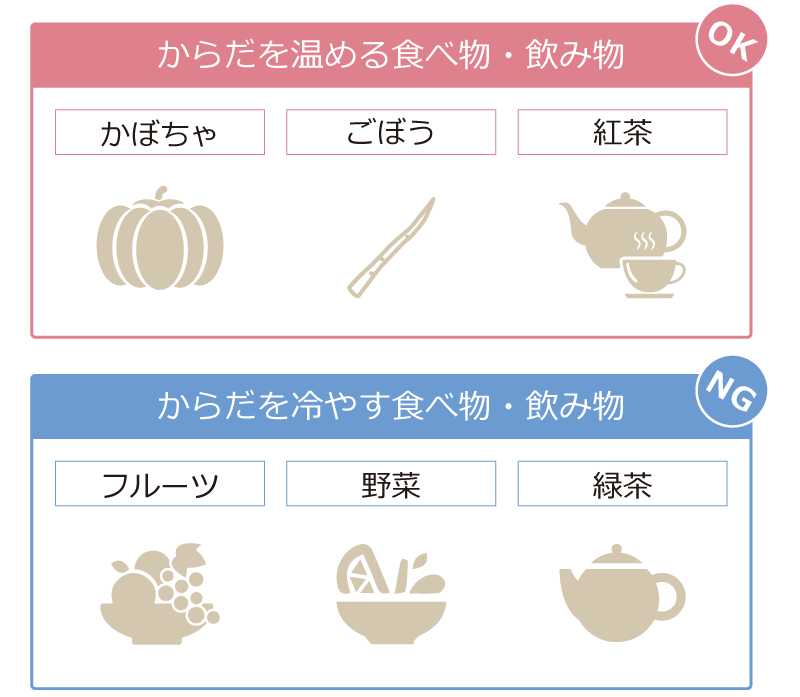 からだを温める食べ物・飲み物
OK
かぼちゃ
ごぼう
紅茶
からだを冷やす食べ物・飲み物
NG
フルーツ
野菜
緑茶